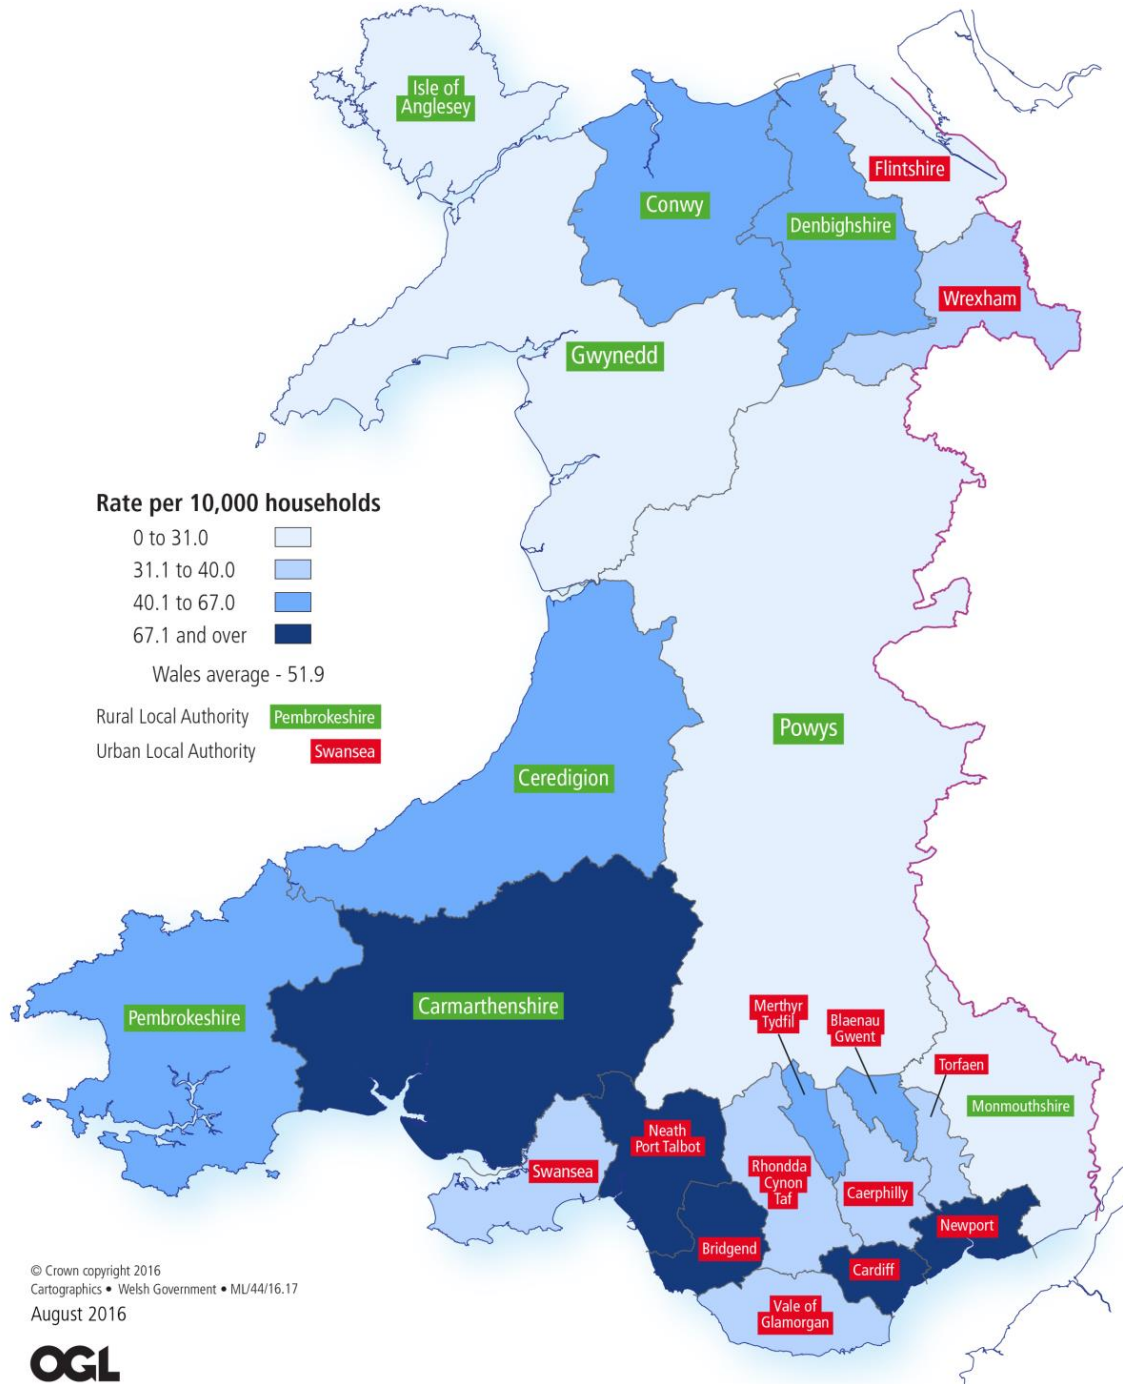 Isle of
Anglesey
Flintshire
Conwy
Denbighshire
Wrexham
Gwynedd
Rate per 10,000 households
0 to 31.0
31.1 to 40.0
40.1 to 67.0
67.1 and over
Wales average - 51.9
Rural Local Authority Pembrokeshire
Urban Local Authority Swansea
Powys
Ceredigion
Carmarthenshire
Pembrokeshire
Merthyr
Tydfil
Blaenau
Gwent
Torfaen
Monmouthshire
Neath
Port Talbot
Swansea
Rhondda
Cynon
Taf
Caerphilly
Newport
Bridgend
Cardiff
Vale of
Glamorgan
© Crown copyright 2016
Cartographics • Welsh Government • ML/44/16.17
August 2016
OGL